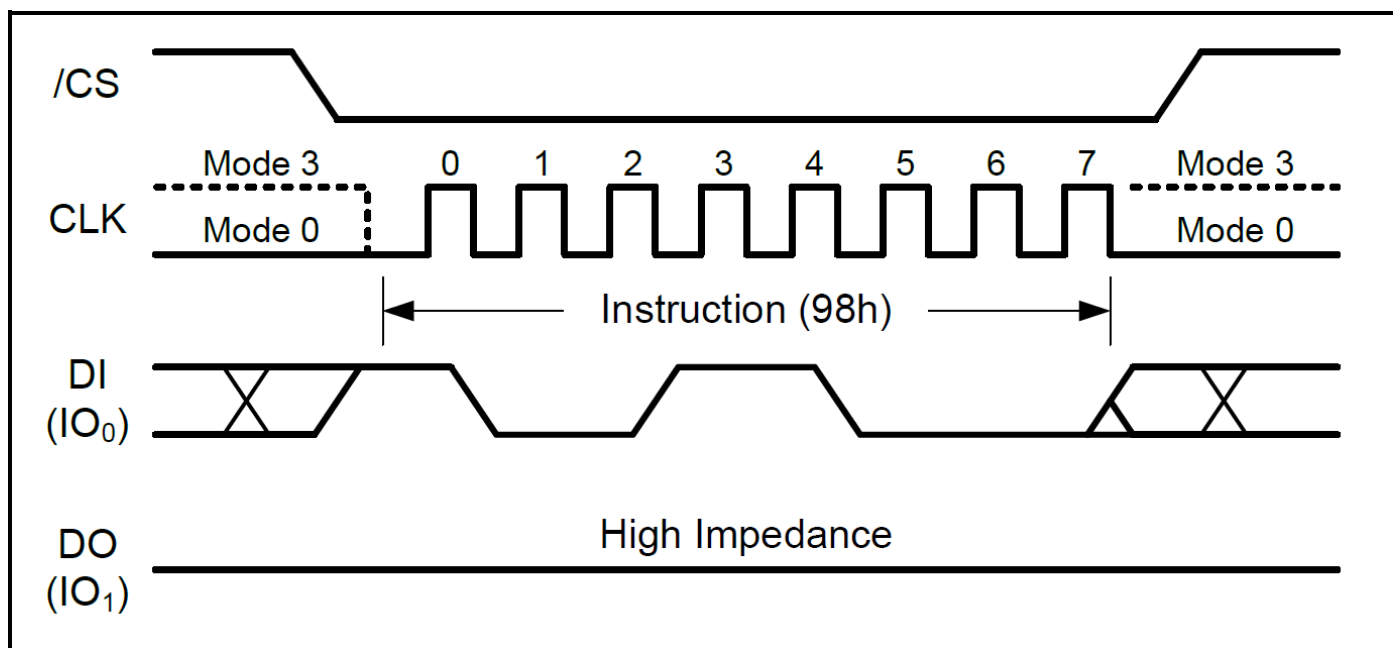 /CS
Mode 3 0 1 2 3 4 5 6 7 Mode 3
CLK
Mode 0 Mode 0
Instruction (98h)
DI
(IO₀)
High Impedance
DO
(IO₁)